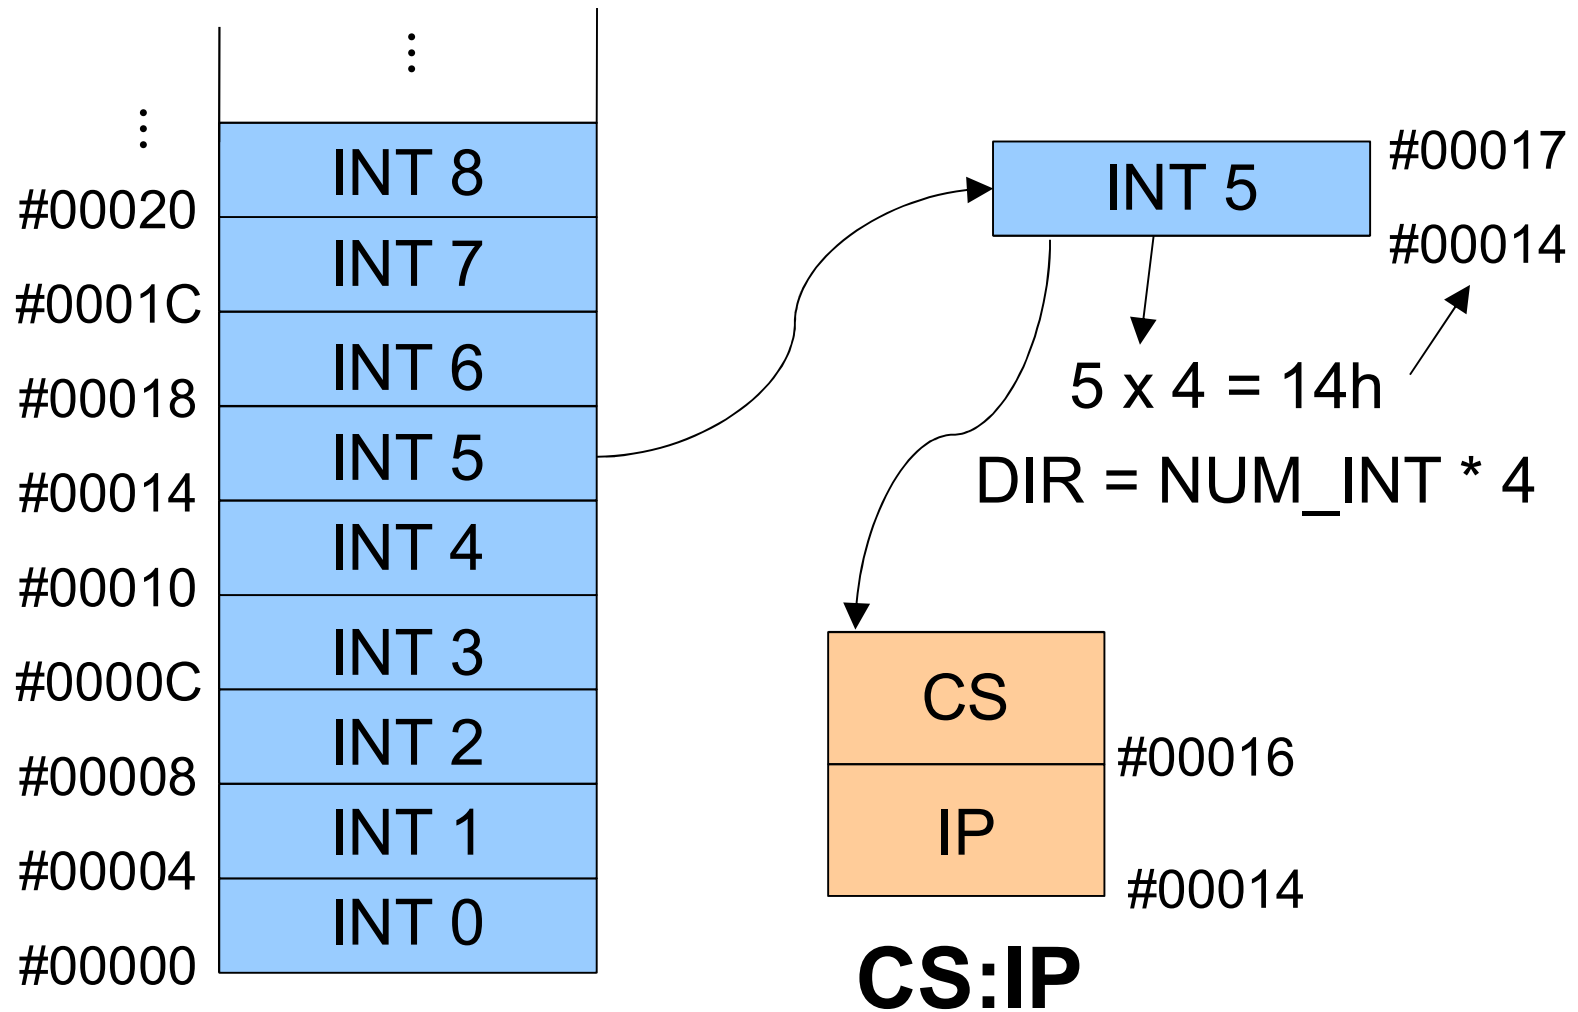 ⋮
⋮
INT 8
#00020
INT 7
#0001C
INT 6
#00018
INT 5
#00014
INT 4
#00010
INT 3
#0000C
INT 2
#00008
INT 1
#00004
INT 0
#00000
INT 5
#00017
#00014
5 x 4 = 14h
DIR = NUM_INT * 4
CS
#00016
IP
#00014
CS:IP